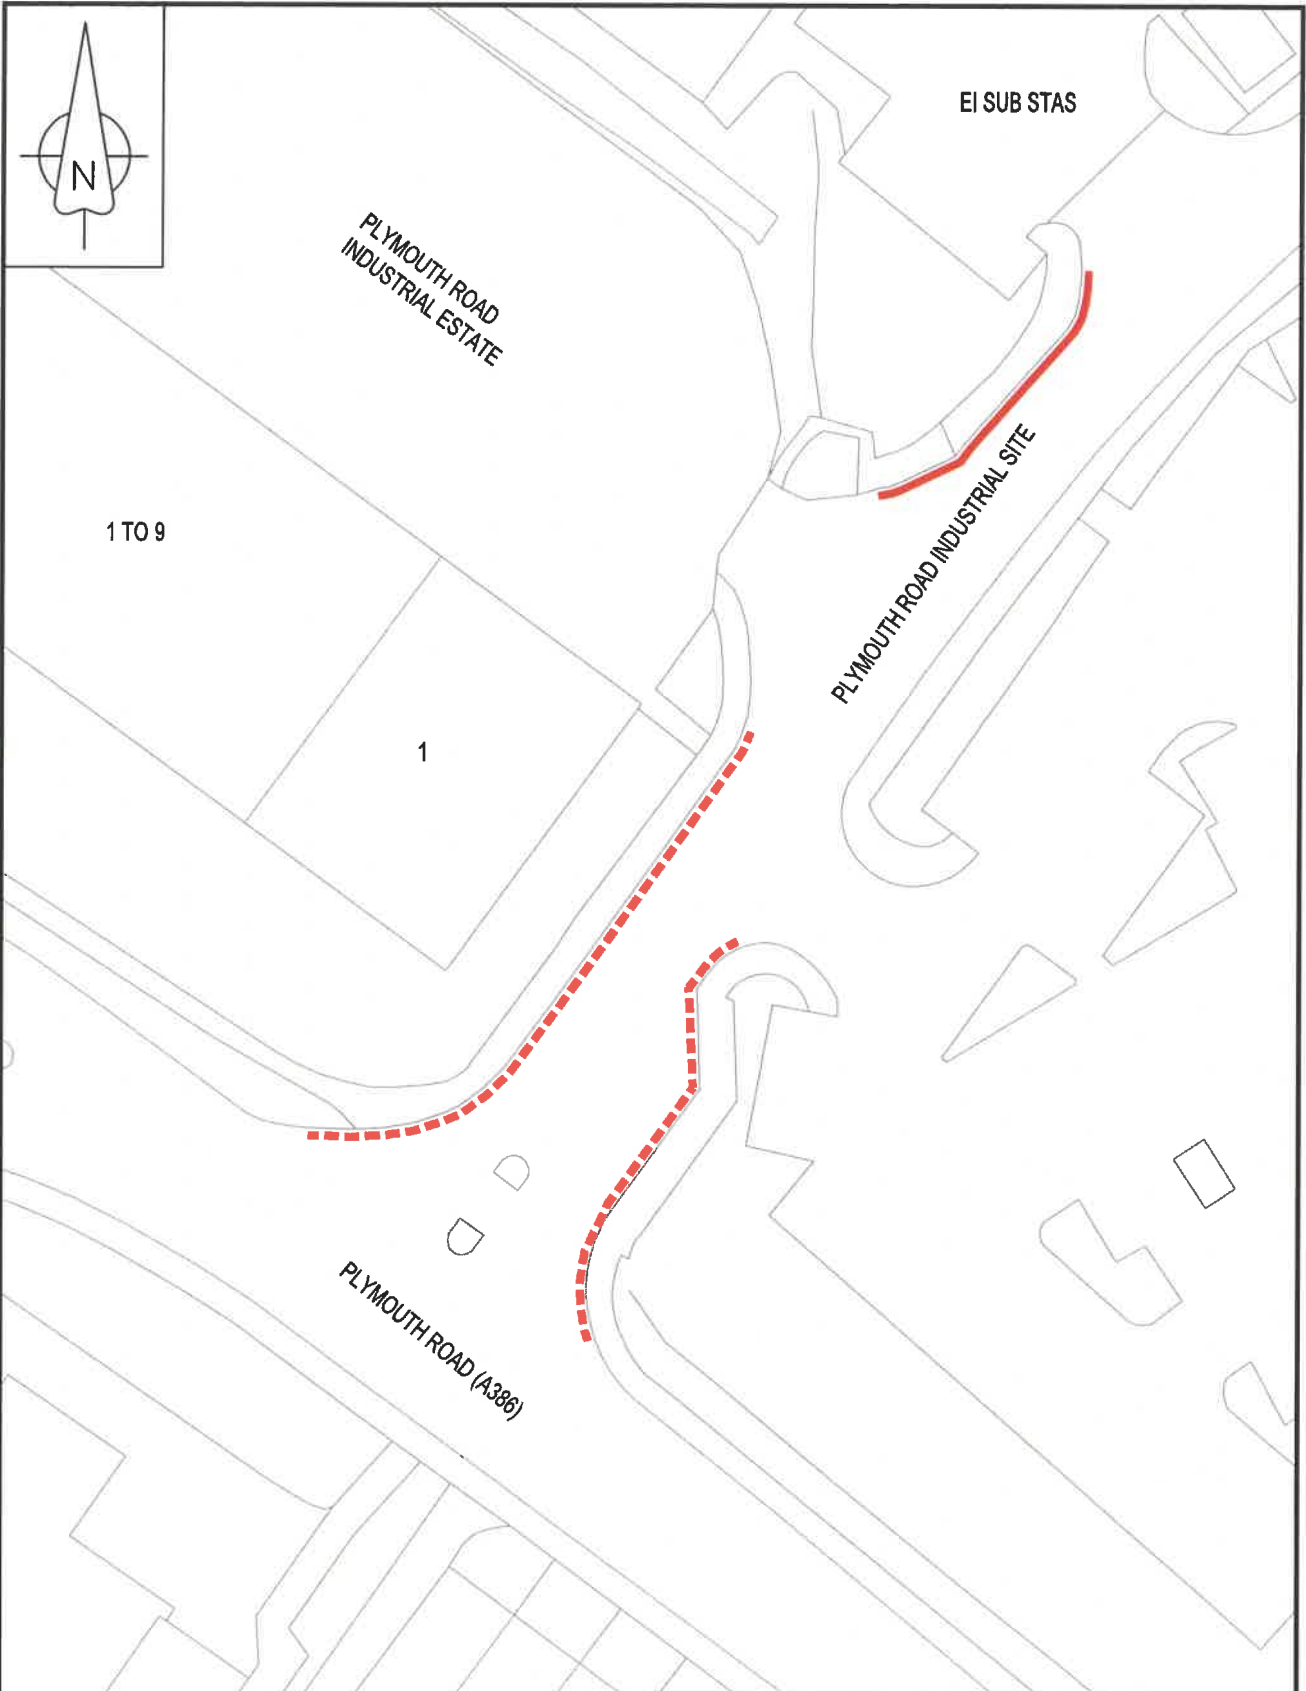 N
EI SUB STAS
PLYMOUTH ROAD
INDUSTRIAL ESTATE
PLYMOUTH ROAD INDUSTRIAL SITE
1 TO 9
1
PLYMOUTH ROAD (A386)